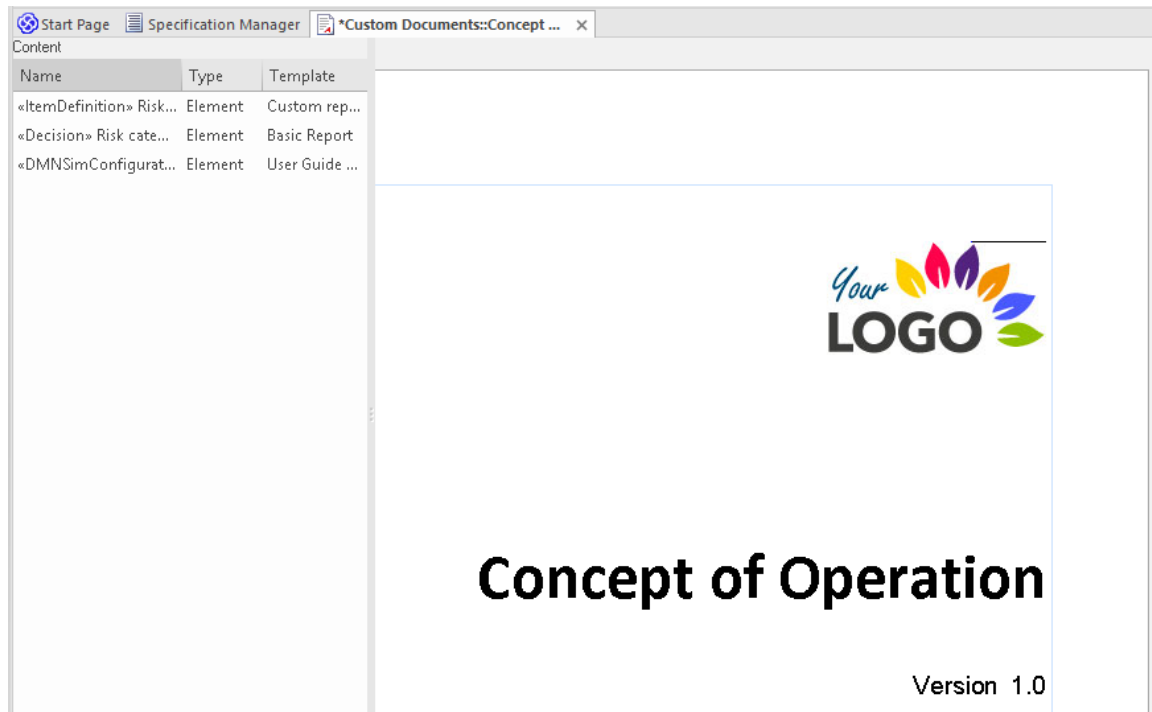 Start Page Specification Manager *Custom Documents::Concept ... ×
Content
Name Type Template
«ItemDefinition» Risk... Element Custom rep...
«Decision» Risk cate... Element Basic Report
«DMNSimConfigurat... Element User Guide ...
Your
LOGO
Concept of Operation
Version 1.0